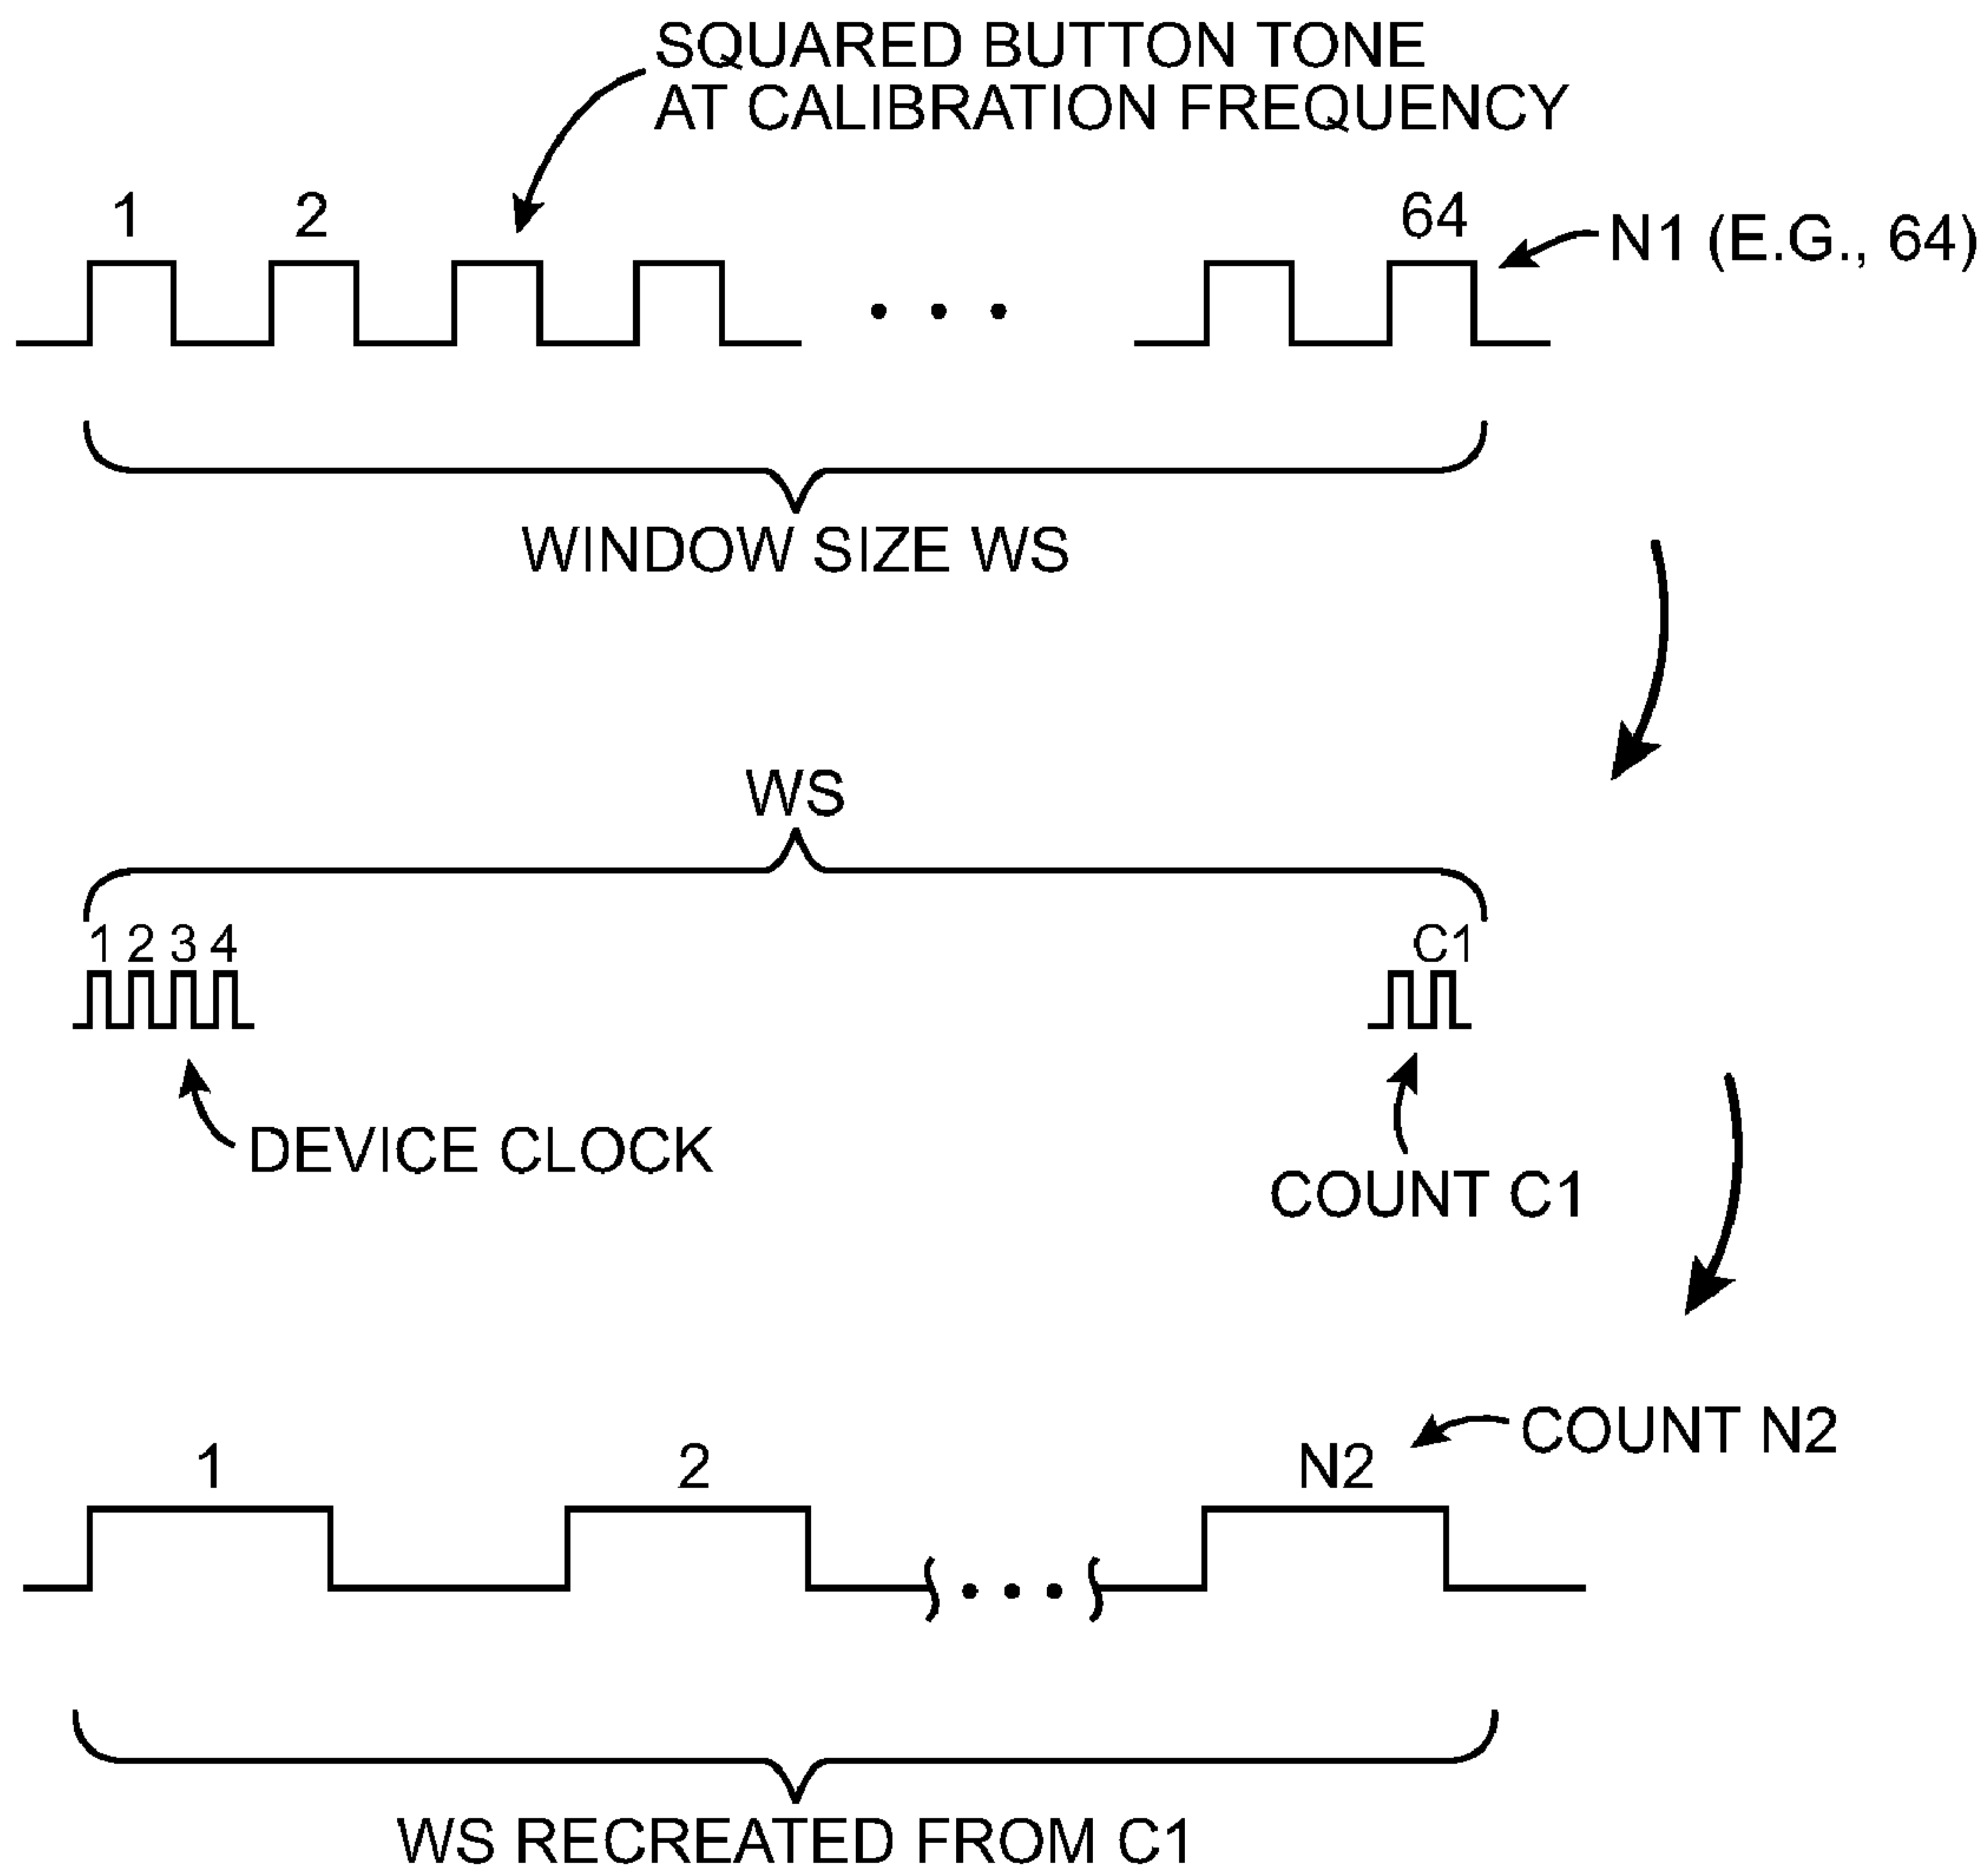 SQUARED BUTTON TONE
AT CALIBRATION FREQUENCY
1 2 64
N1 (E.G., 64)
WINDOW SIZE WS
WS
1 2 3 4 C1
DEVICE CLOCK
COUNT C1
COUNT N2
1 2 N2
WS RECREATED FROM C1